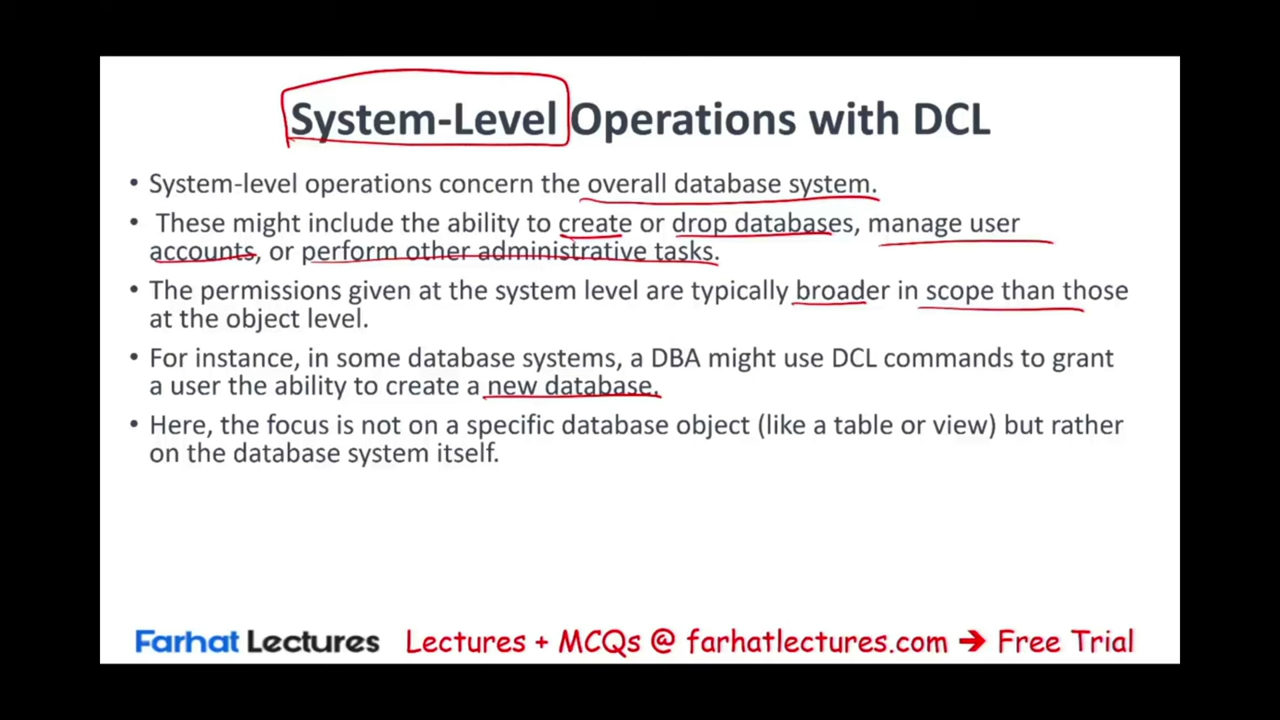 System-Level Operations with DCL
• System-level operations concern the overall database system.
• These might include the ability to create or drop databases, manage user
accounts, or perform other administrative tasks.
• The permissions given at the system level are typically broader in scope than those
at the object level.
• For instance, in some database systems, a DBA might use DCL commands to grant
a user the ability to create a new database.
• Here, the focus is not on a specific database object (like a table or view) but rather
on the database system itself.
Farhat Lectures Lectures + MCQs @ farhatlectures.com → Free Trial